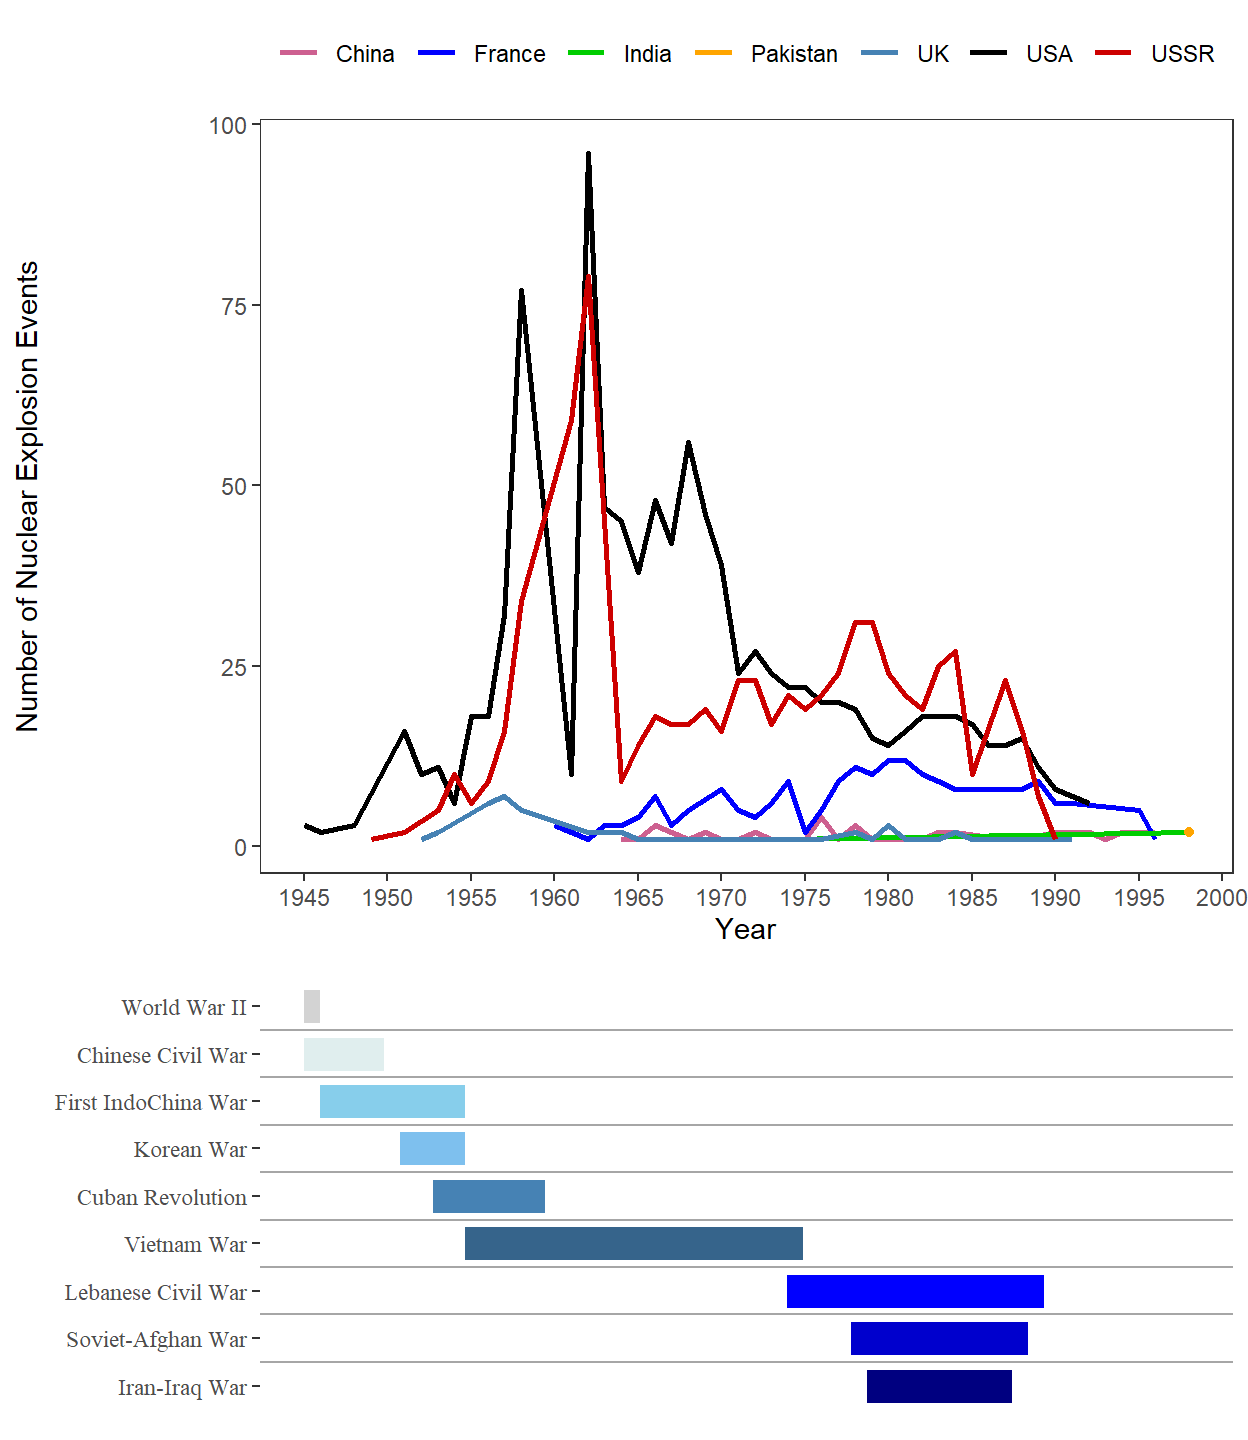 China France India Pakistan UK USA USSR
Number of Nuclear Explosion Events
100
75
50
25
0
1945 1950 1955 1960 1965 1970 1975 1980 1985 1990 1995 2000
Year
World War II
Chinese Civil War
First IndoChina War
Korean War
Cuban Revolution
Vietnam War
Lebanese Civil War
Soviet-Afghan War
Iran-Iraq War